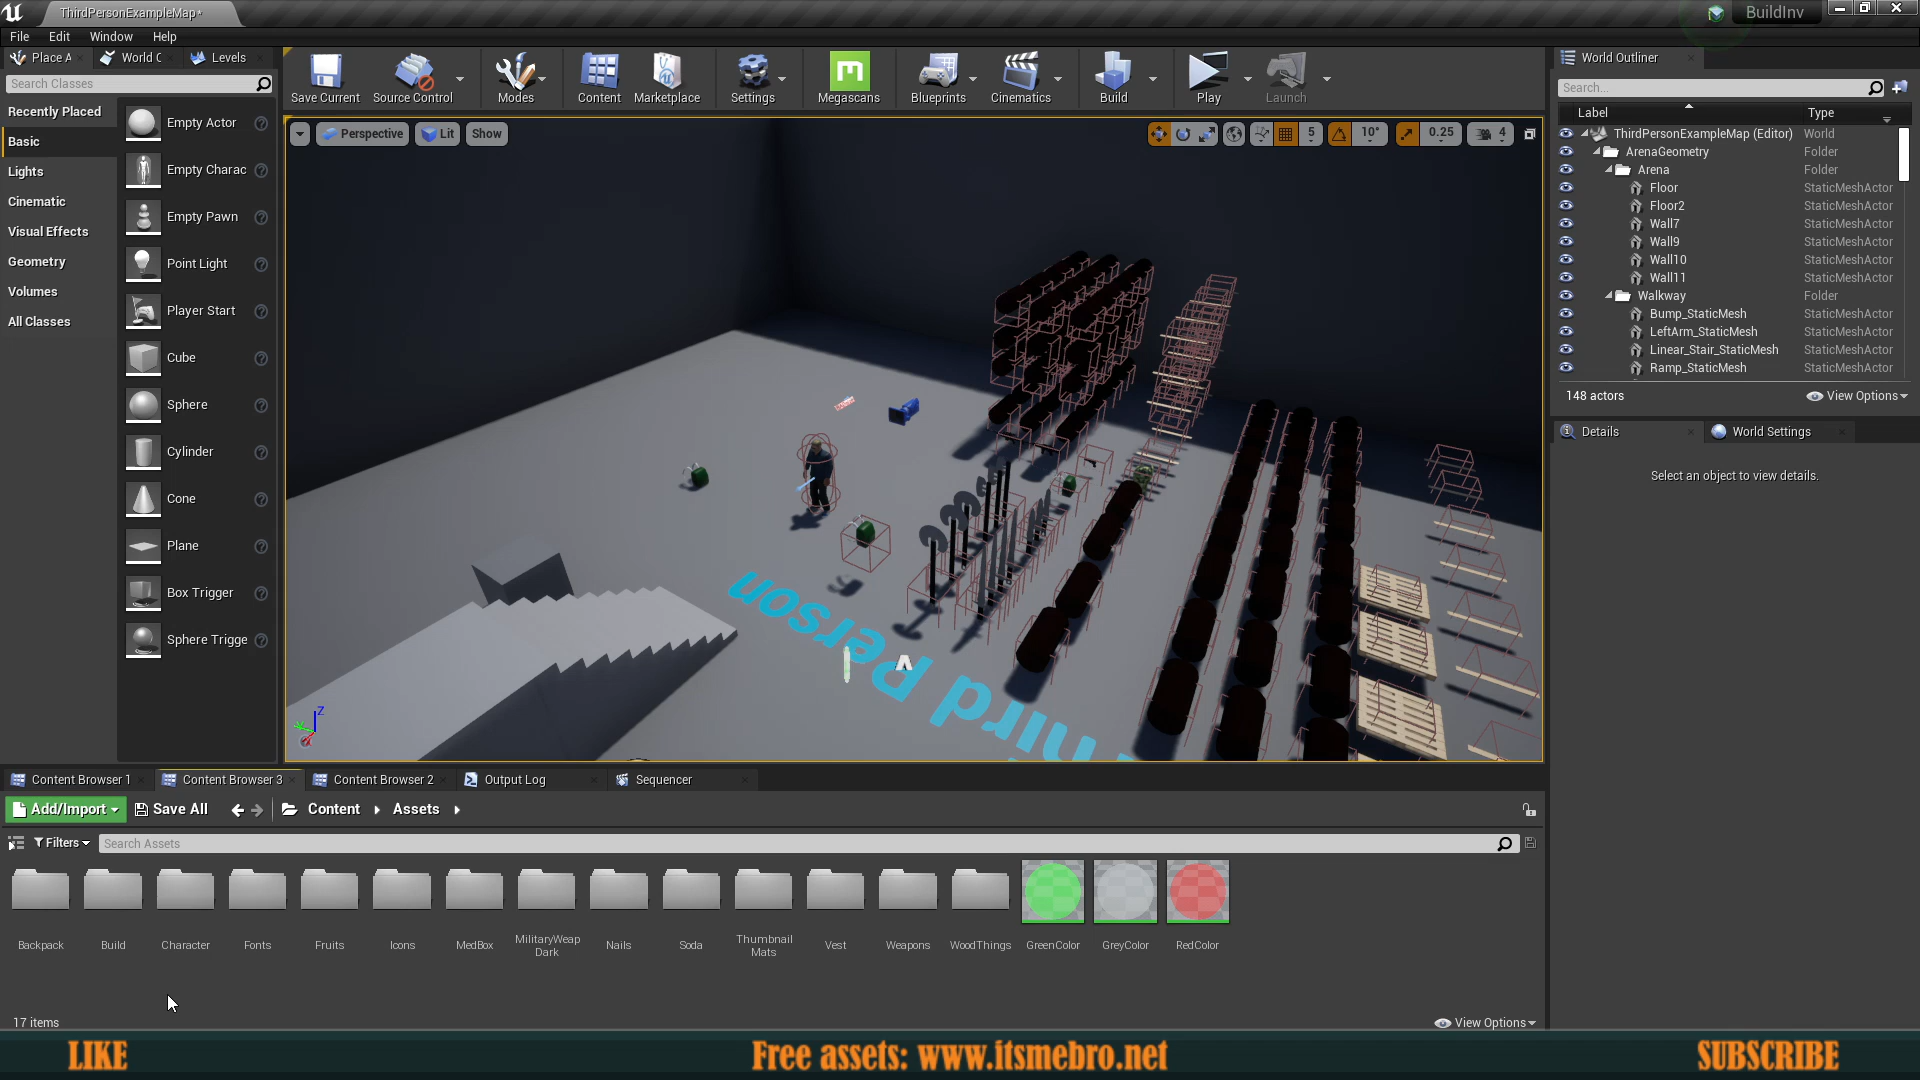 ThirdPersonExampleMap*
BuildInv
File Edit Window Help
Place A World C Levels
Search Classes
Recently Placed
Basic
Lights
Cinematic
Visual Effects
Geometry
Volumes
All Classes
Empty Actor
Empty Charac
Empty Pawn
Point Light
Player Start
Cube
Sphere
Cylinder
Cone
Plane
Box Trigger
Sphere Trigge
Save Current Source Control Modes Content Marketplace Settings Megascans Blueprints Cinematics Build Play Launch
Perspective Lit Show
5 10° 0.25 4
Third Person
Z
World Outliner
Search...
Label Type
ThirdPersonExampleMap (Editor) World
ArenaGeometry Folder
Arena Folder
Floor StaticMeshActor
Floor2 StaticMeshActor
Wall7 StaticMeshActor
Wall9 StaticMeshActor
Wall10 StaticMeshActor
Wall11 StaticMeshActor
Walkway Folder
Bump_StaticMesh StaticMeshActor
LeftArm_StaticMesh StaticMeshActor
Linear_Stair_StaticMesh StaticMeshActor
Ramp_StaticMesh StaticMeshActor
148 actors View Options
Details World Settings
Select an object to view details.
Content Browser 1 Content Browser 3 Content Browser 2 Output Log Sequencer
Add/Import Save All Content Assets
Filters Search Assets
Backpack Build Character Fonts Fruits Icons MedBox MilitaryWeap Dark Nails Soda Thumbnail Mats Vest Weapons WoodThings GreenColor GreyColor RedColor
17 items View Options
LIKE Free assets: www.itsmebro.net SUBSCRIBE